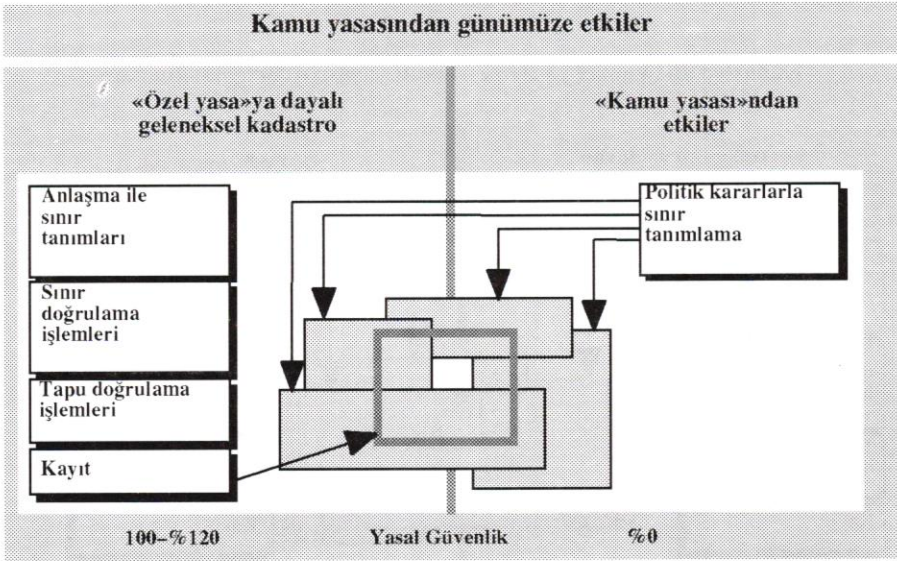 Kamu yasasından günümüze etkiler
«Özel yasa»ya dayalı
geleneksel kadastro
«Kamu yasası»ndan
etkiler
Anlaşma ile
sınır
tanımları
Sınır
doğrulama
işlemleri
Tapu doğrulama
işlemleri
Kayıt
Politik kararlarla
sınır
tanımlama
100–%120
Yasal Güvenlik
%0